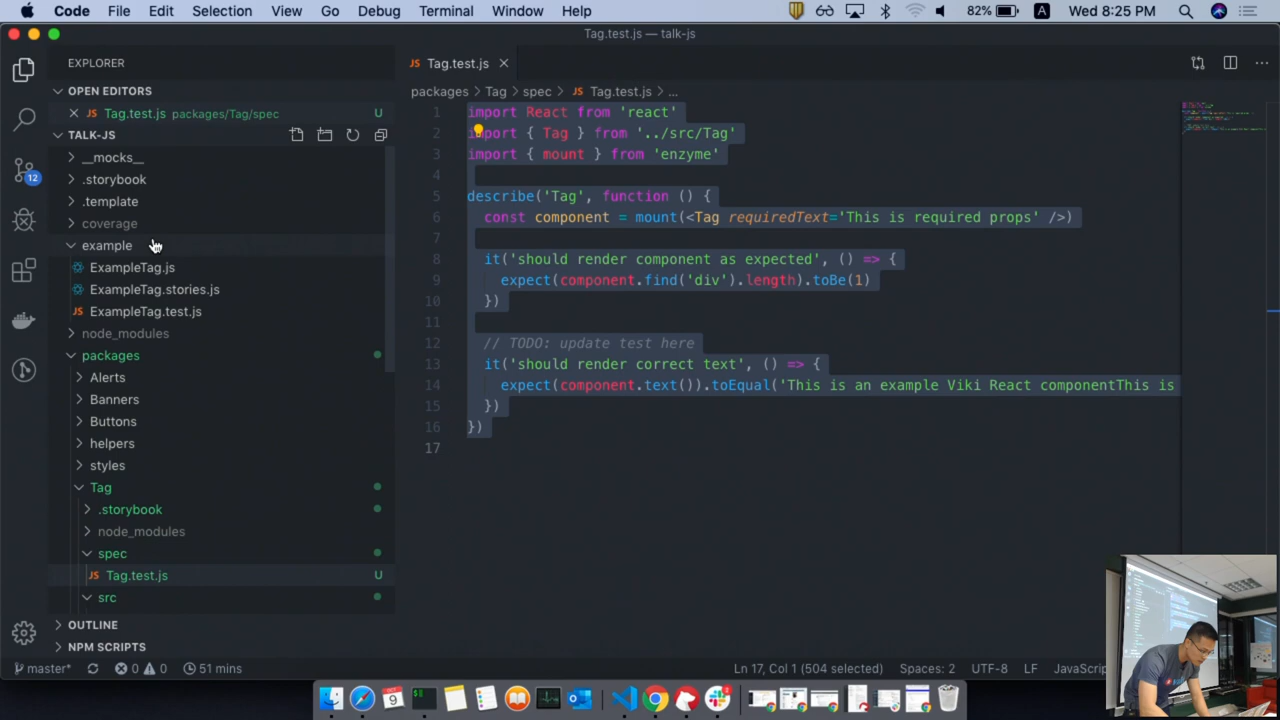 Code File Edit Selection View Go Debug Terminal Window Help 82% A Wed 8:25 PM
Tag.test.js — talk-js
EXPLORER
OPEN EDITORS
Tag.test.js packages/Tag/spec U
TALK-JS
__mocks__
.storybook
.template
coverage
example
ExampleTag.js
ExampleTag.stories.js
ExampleTag.test.js
node_modules
packages
Alerts
Banners
Buttons
helpers
styles
Tag
.storybook
node_modules
spec
Tag.test.js U
src
OUTLINE
NPM SCRIPTS
12
JS Tag.test.js
packages > Tag > spec > JS Tag.test.js > ...
1 import React from 'react'
2 import { Tag } from '../src/Tag'
3 import { mount } from 'enzyme'
4
5 describe('Tag', function () {
6 const component = mount(<Tag requiredText='This is required props' />)
7
8 it('should render component as expected', () => {
9 expect(component.find('div').length).toBe(1)
10 })
11
12 // TODO: update test here
13 it('should render correct text', () => {
14 expect(component.text()).toEqual('This is an example Viki React componentThis is
15 })
16 })
17
master* 0 0 51 mins Ln 17, Col 1 (504 selected) Spaces: 2 UTF-8 LF JavaScrip